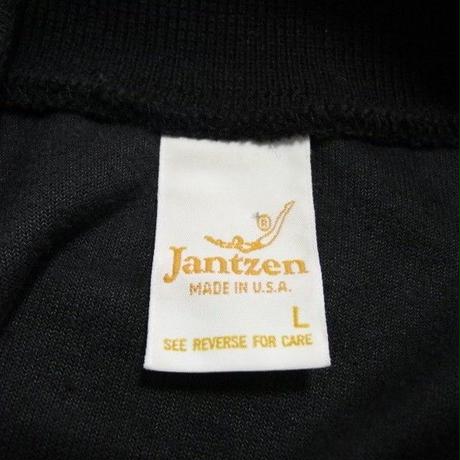 ®
Jantzen
MADE IN U.S.A.
L
SEE REVERSE FOR CARE